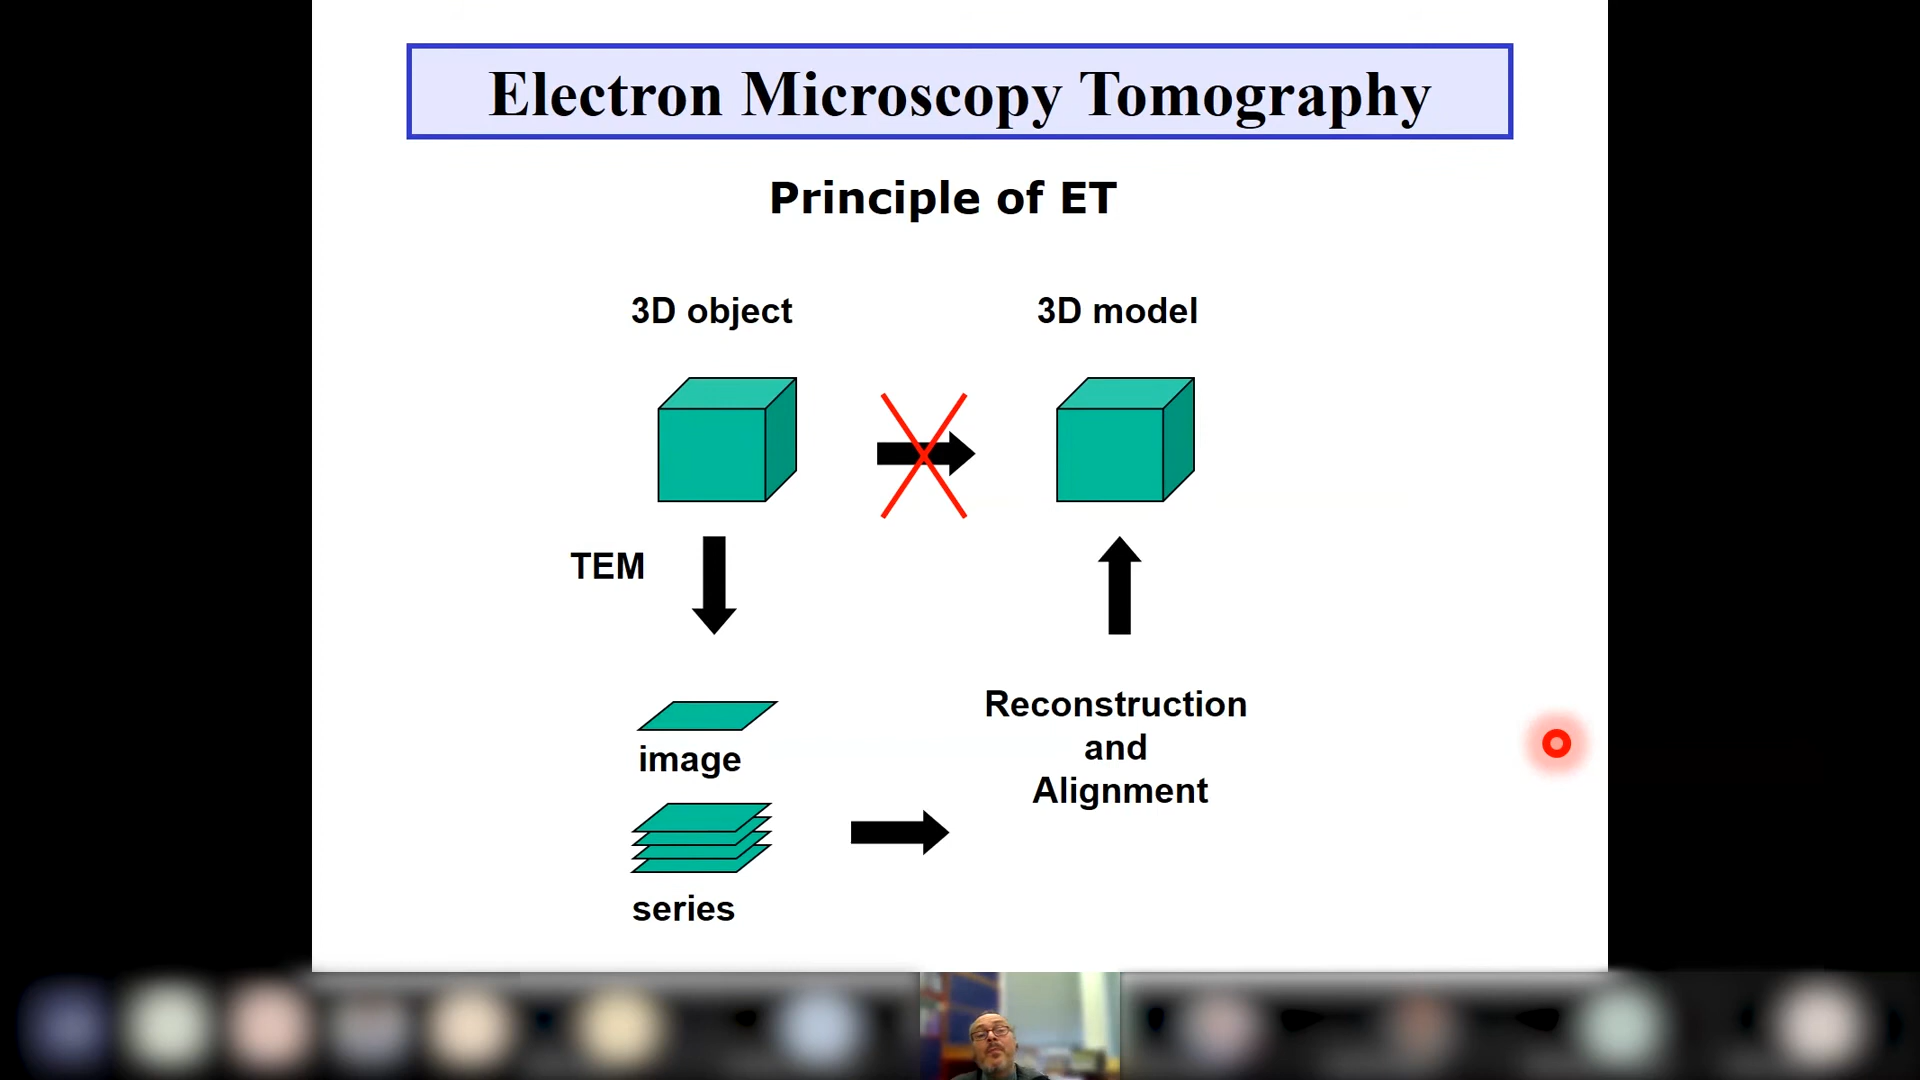 Electron Microscopy Tomography
Principle of ET
3D object
3D model
TEM
image
Reconstruction
and
Alignment
series